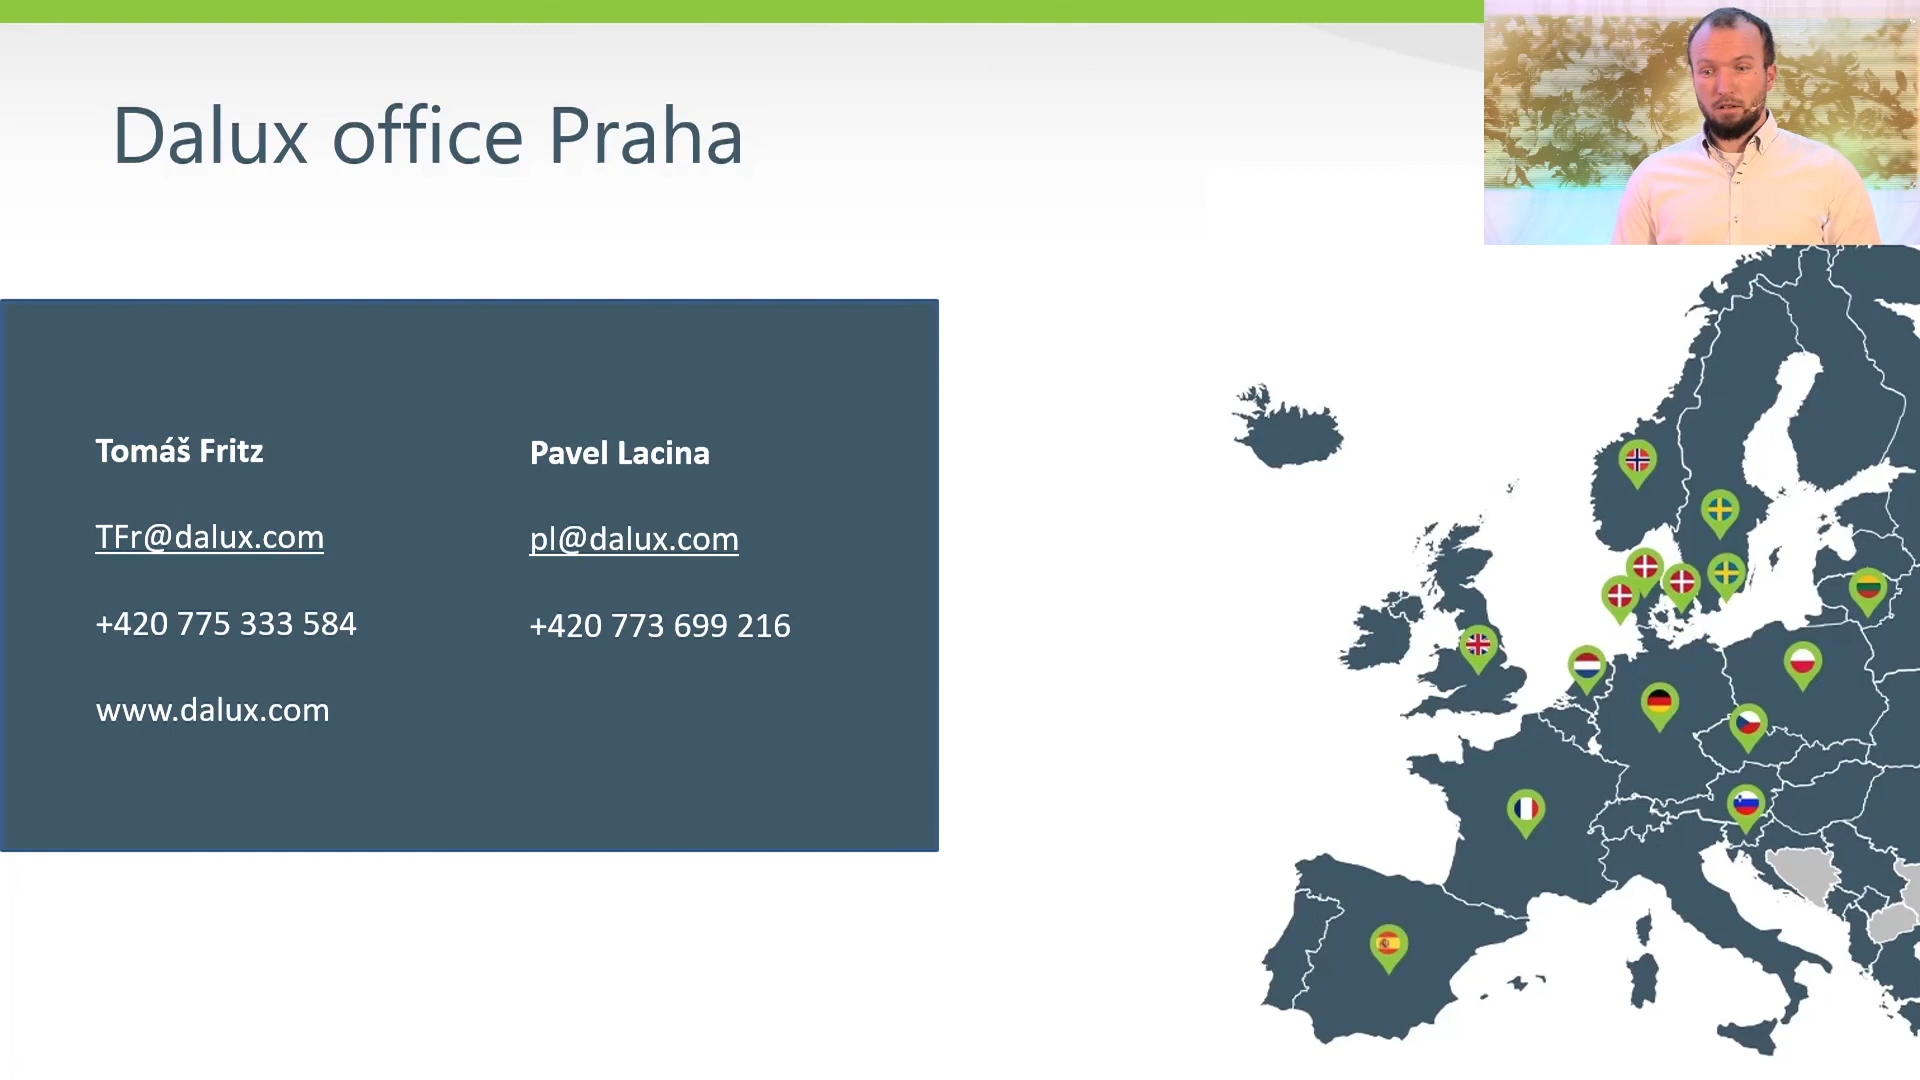 Dalux office Praha
Tomáš Fritz
TFr@dalux.com
+420 775 333 584
www.dalux.com
Pavel Lacina
pl@dalux.com
+420 773 699 216